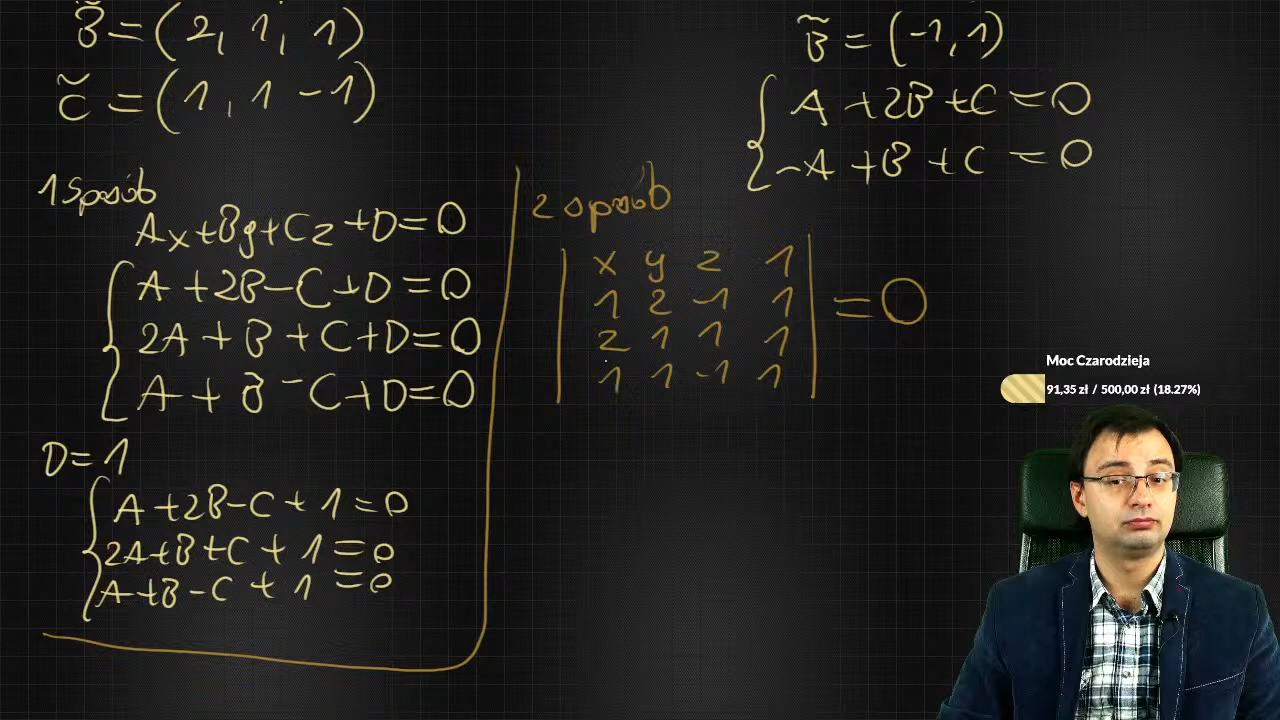 B̃ = (2, 1, 1)
C̃ = (1, 1 -1)
1 sposób
Ax+By+Cz+D=0
A+2B-C+D=0
2A+B+C+D=0
A+B-C+D=0
D=1
A+2B-C+1=0
2A+B+C+1=0
A+B-C+1=0
2 sposób
x y z 1
1 2 -1 1
2 1 1 1
1 1 -1 1
=0
B̃ = (-1, 1)
A+2B+C=0
-A+B+C=0
Moc Czarodzieja
91,35 zł / 500,00 zł (18.27%)